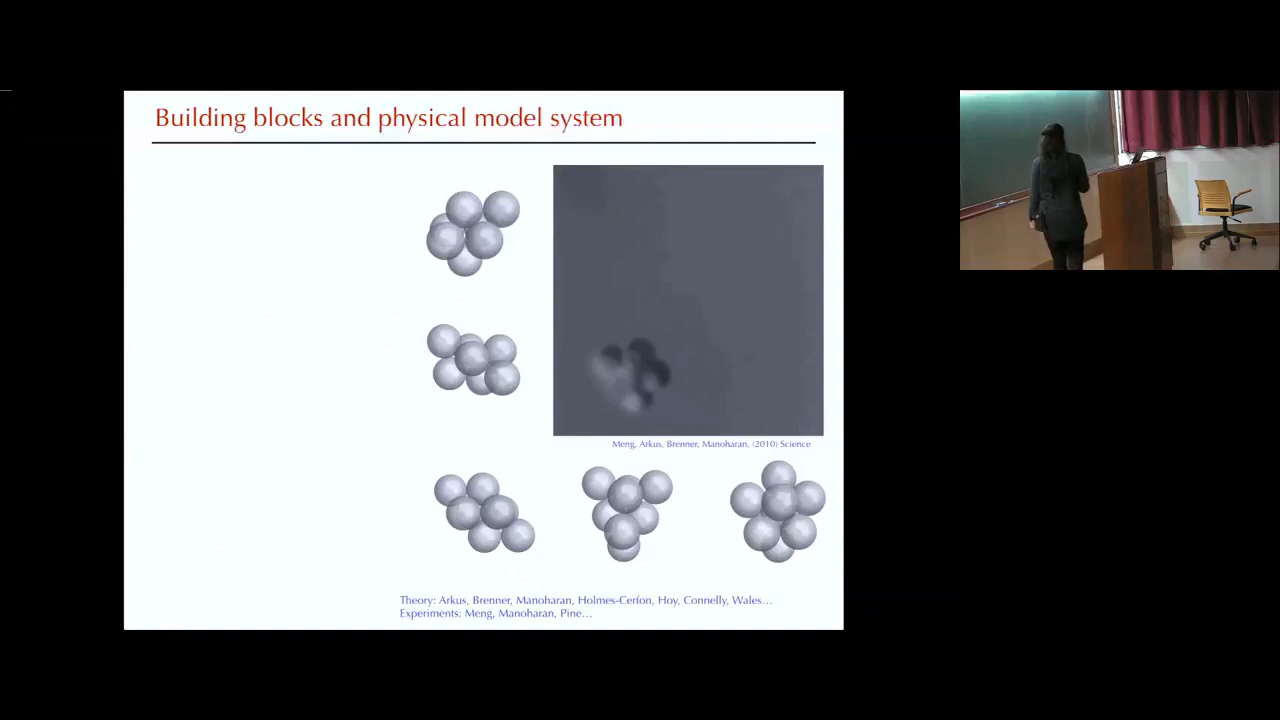 Building blocks and physical model system
Meng, Arkus, Brenner, Manoharan, (2010) Science
Theory: Arkus, Brenner, Manoharan, Holmes-Cerfon, Hoy, Connelly, Wales…
Experiments: Meng, Manoharan, Pine…